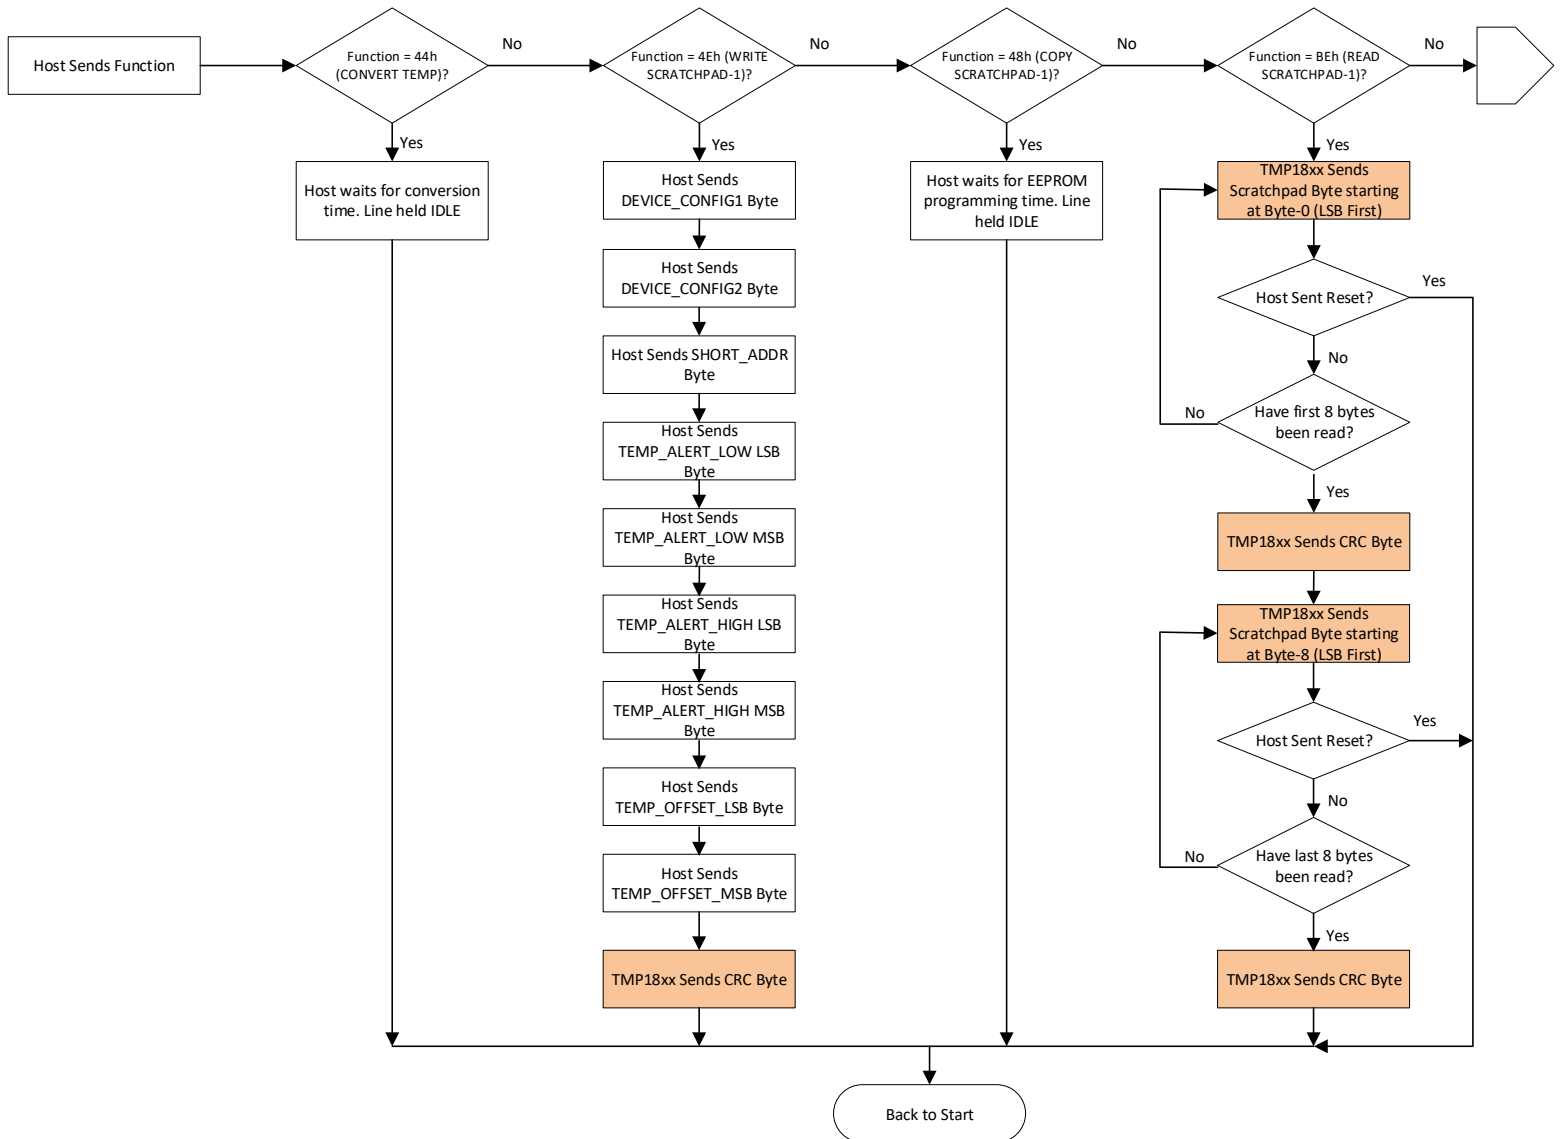 Host Sends Function
Function = 44h
(CONVERT TEMP)?
No
Function = 4Eh (WRITE
SCRATCHPAD-1)?
No
Function = 48h (COPY
SCRATCHPAD-1)?
No
Function = BEh (READ
SCRATCHPAD-1)?
No
Yes
Host waits for conversion
time. Line held IDLE
Yes
Host Sends
DEVICE_CONFIG1 Byte
Host Sends
DEVICE_CONFIG2 Byte
Host Sends SHORT_ADDR
Byte
Host Sends
TEMP_ALERT_LOW LSB
Byte
Host Sends
TEMP_ALERT_LOW MSB
Byte
Host Sends
TEMP_ALERT_HIGH LSB
Byte
Host Sends
TEMP_ALERT_HIGH MSB
Byte
Host Sends
TEMP_OFFSET_LSB Byte
Host Sends
TEMP_OFFSET_MSB Byte
TMP18xx Sends CRC Byte
Yes
Host waits for EEPROM
programming time. Line
held IDLE
Yes
TMP18xx Sends
Scratchpad Byte starting
at Byte-0 (LSB First)
Host Sent Reset?
Yes
No
Have first 8 bytes
been read?
No
Yes
TMP18xx Sends CRC Byte
TMP18xx Sends
Scratchpad Byte starting
at Byte-8 (LSB First)
Host Sent Reset?
Yes
No
Have last 8 bytes
been read?
No
Yes
TMP18xx Sends CRC Byte
Back to Start